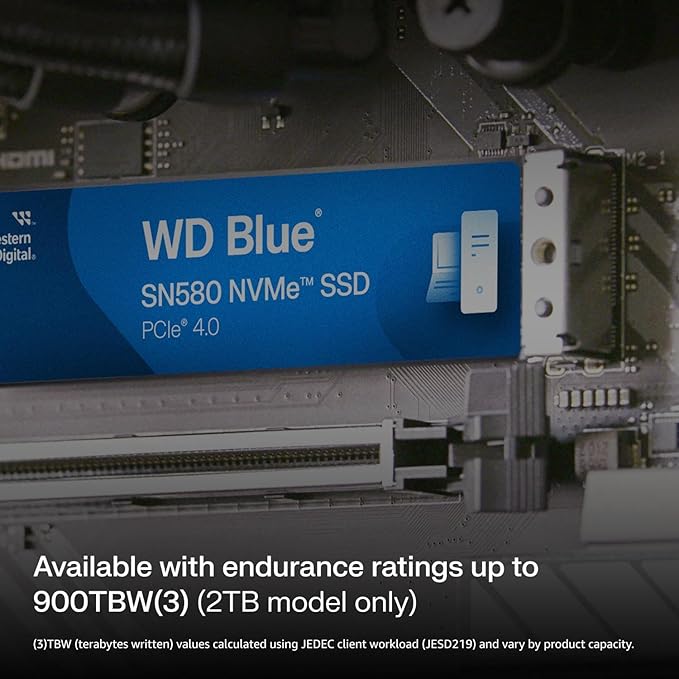 HDMI
M2_1
estern
Digital®
WD Blue®
SN580 NVMe™ SSD
PCIe® 4.0
Available with endurance ratings up to
900TBW(3) (2TB model only)
(3)TBW (terabytes written) values calculated using JEDEC client workload (JESD219) and vary by product capacity.